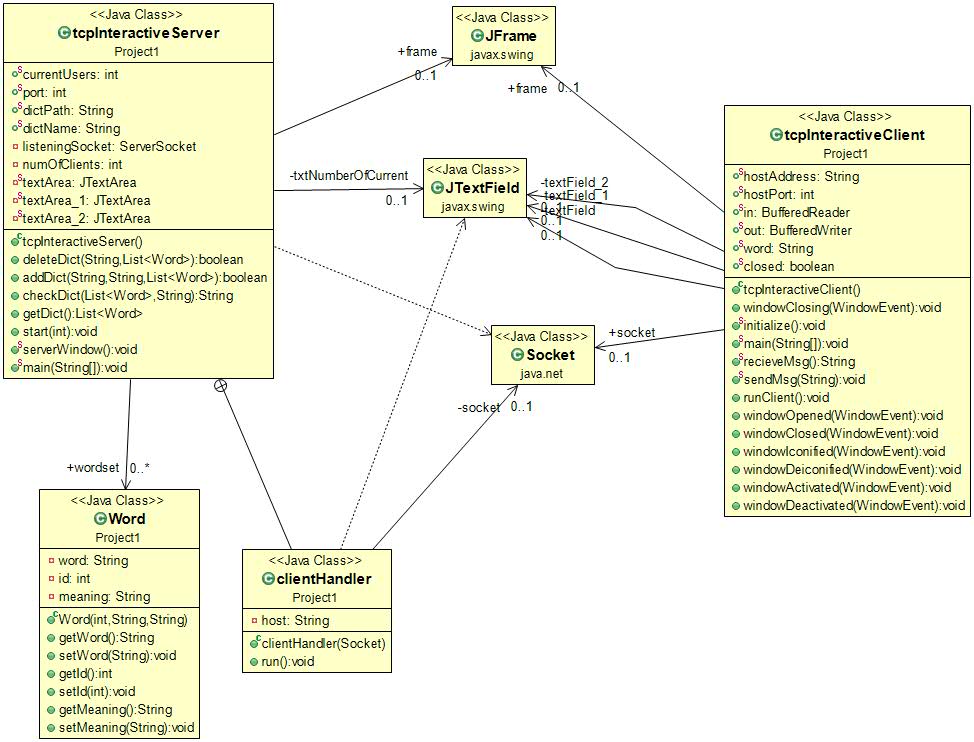 <<Java Class>>
tcpInteractiveServer
Project1
currentUsers: int
port: int
dictPath: String
dictName: String
listeningSocket: ServerSocket
numOfClients: int
textArea: JTextArea
textArea_1: JTextArea
textArea_2: JTextArea
tcpInteractiveServer()
deleteDict(String,List<Word>):boolean
addDict(String,String,List<Word>):boolean
checkDict(List<Word>,String):String
getDict():List<Word>
start(int):void
serverWindow():void
main(String[]):void
<<Java Class>>
JFrame
javax.swing
+frame
0..1
+frame
0..1
<<Java Class>>
JTextField
javax.swing
-txtNumberOfCurrent
0..1
-textField_2
-textField_1
0..1
-textField
0..1
0..1
<<Java Class>>
tcpInteractiveClient
Project1
hostAddress: String
hostPort: int
in: BufferedReader
out: BufferedWriter
word: String
closed: boolean
tcpInteractiveClient()
windowClosing(WindowEvent):void
initialize():void
main(String[]):void
recieveMsg():String
sendMsg(String):void
runClient():void
windowOpened(WindowEvent):void
windowClosed(WindowEvent):void
windowIconified(WindowEvent):void
windowDeiconified(WindowEvent):void
windowActivated(WindowEvent):void
windowDeactivated(WindowEvent):void
<<Java Class>>
Socket
java.net
+socket
0..1
-socket
0..1
+wordset
0..*
<<Java Class>>
Word
Project1
word: String
id: int
meaning: String
Word(int,String,String)
getWord():String
setWord(String):void
getId():int
setId(int):void
getMeaning():String
setMeaning(String):void
<<Java Class>>
clientHandler
Project1
host: String
clientHandler(Socket)
run():void